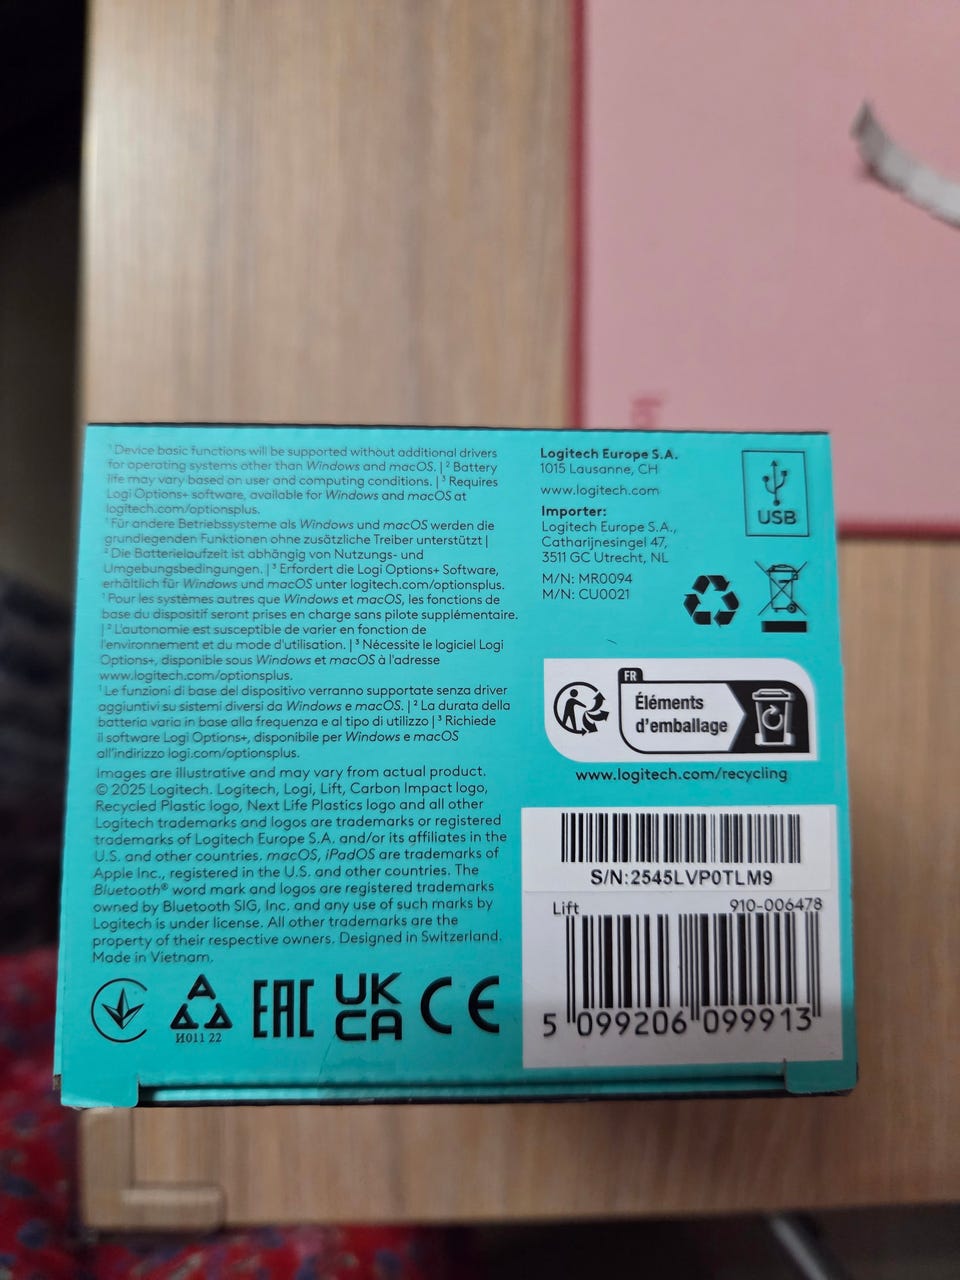 ¹ Device basic functions will be supported without additional drivers
for operating systems other than Windows and macOS. | ² Battery
life may vary based on user and computing conditions. | ³ Requires
Logi Options+ software, available for Windows and macOS at
logitech.com/optionsplus.
¹ Für andere Betriebssysteme als Windows und macOS werden die
grundlegenden Funktionen ohne zusätzliche Treiber unterstützt |
² Die Batterielaufzeit ist abhängig von Nutzungs- und
Umgebungsbedingungen. | ³ Erfordert die Logi Options+ Software,
erhältlich für Windows und macOS unter logitech.com/optionsplus.
¹ Pour les systèmes autres que Windows et macOS, les fonctions de
base du dispositif seront prises en charge sans pilote supplémentaire.
| ² L'autonomie est susceptible de varier en fonction de
l'environnement et du mode d'utilisation. | ³ Nécessite le logiciel Logi
Options+, disponible sous Windows et macOS à l'adresse
www.logitech.com/optionsplus.
¹ Le funzioni di base del dispositivo verranno supportate senza driver
aggiuntivi su sistemi diversi da Windows e macOS. | ² La durata della
batteria varia in base alla frequenza e al tipo di utilizzo | ³ Richiede
il software Logi Options+, disponibile per Windows e macOS
all'indirizzo logi.com/optionsplus.
Images are illustrative and may vary from actual product.
© 2025 Logitech. Logitech, Logi, Lift, Carbon Impact logo,
Recycled Plastic logo, Next Life Plastics logo and all other
Logitech trademarks and logos are trademarks or registered
trademarks of Logitech Europe S.A. and/or its affiliates in the
U.S. and other countries. macOS, iPadOS are trademarks of
Apple Inc., registered in the U.S. and other countries. The
Bluetooth® word mark and logos are registered trademarks
owned by Bluetooth SIG, Inc. and any use of such marks by
Logitech is under license. All other trademarks are the
property of their respective owners. Designed in Switzerland.
Made in Vietnam.
И011 22
EAC
UK
CA
CE
Logitech Europe S.A.
1015 Lausanne, CH
www.logitech.com
Importer:
Logitech Europe S.A.,
Catharijnesingel 47,
3511 GC Utrecht, NL
M/N: MR0094
M/N: CU0021
USB
FR
Éléments
d'emballage
www.logitech.com/recycling
S/N:2545LVP0TLM9
Lift 910-006478
5 099206 099913